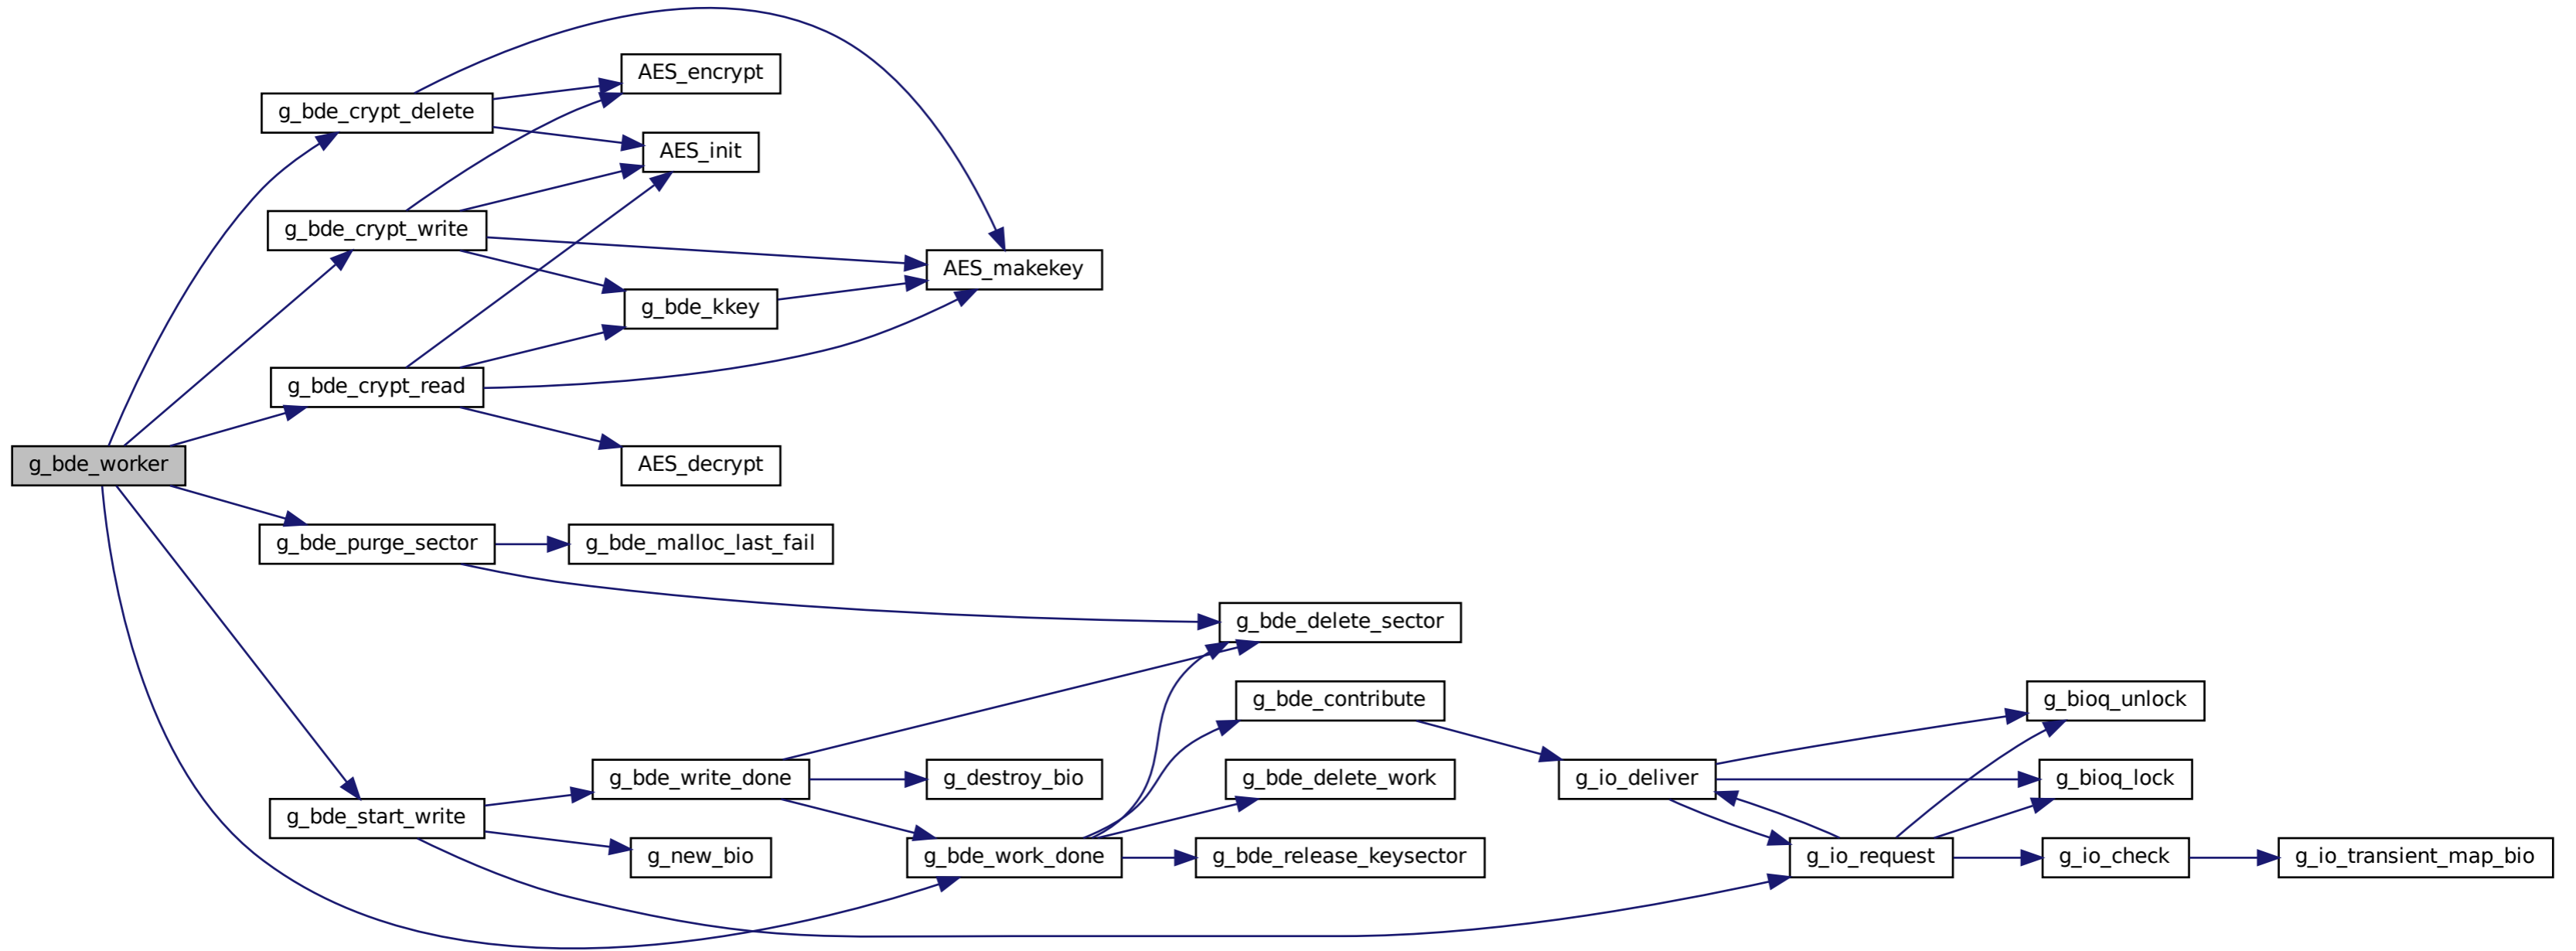 AES_encrypt
g_bde_crypt_delete
AES_init
g_bde_crypt_write
AES_makekey
g_bde_kkey
g_bde_crypt_read
g_bde_worker
AES_decrypt
g_bde_purge_sector
g_bde_malloc_last_fail
g_bde_delete_sector
g_bde_contribute
g_bioq_unlock
g_bde_write_done
g_destroy_bio
g_bde_delete_work
g_io_deliver
g_bioq_lock
g_bde_start_write
g_new_bio
g_bde_work_done
g_bde_release_keysector
g_io_request
g_io_check
g_io_transient_map_bio